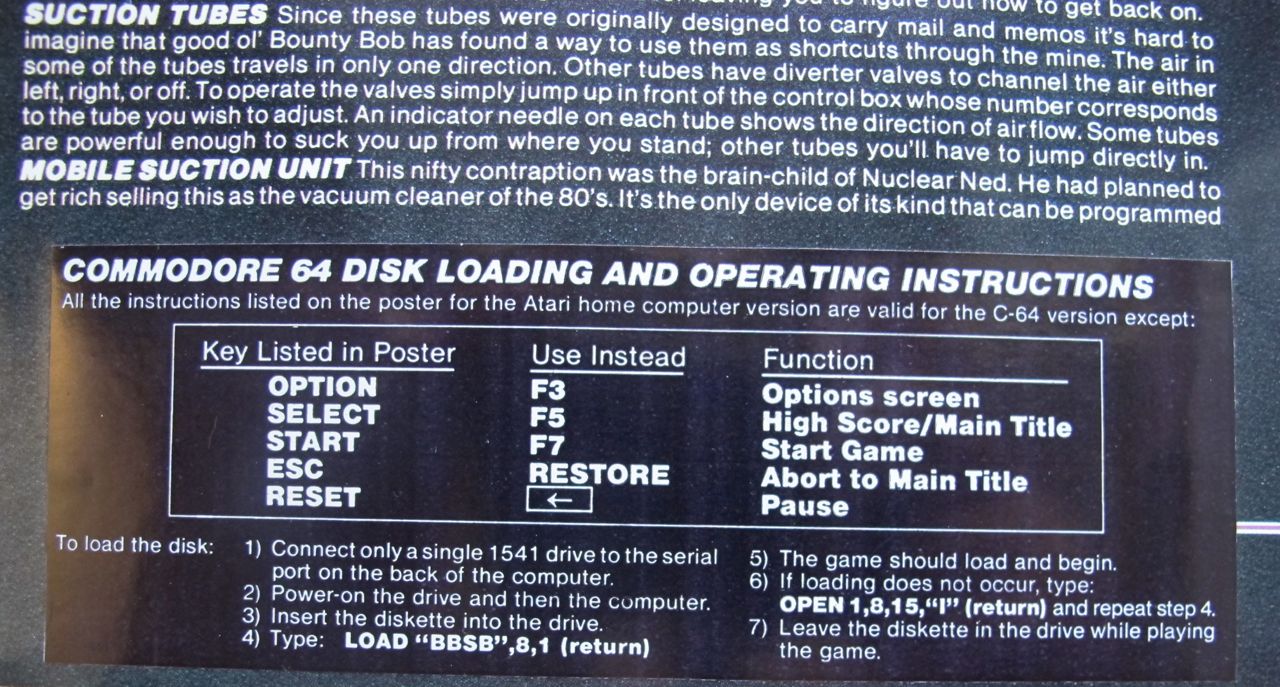 you to figure out how to get back on.
SUCTION TUBES Since these tubes were originally designed to carry mail and memos it's hard to
imagine that good ol' Bounty Bob has found a way to use them as shortcuts through the mine. The air in
some of the tubes travels in only one direction. Other tubes have diverter valves to channel the air either
left, right, or off. To operate the valves simply jump up in front of the control box whose number corresponds
to the tube you wish to adjust. An indicator needle on each tube shows the direction of airflow. Some tubes
are powerful enough to suck you up from where you stand; other tubes you'll have to jump directly in.
MOBILE SUCTION UNIT This nifty contraption was the brain-child of Nuclear Ned. He had planned to
get rich selling this as the vacuum cleaner of the 80's. It's the only device of its kind that can be programmed
COMMODORE 64 DISK LOADING AND OPERATING INSTRUCTIONS
All the instructions listed on the poster for the Atari home computer version are valid for the C-64 version except:
Key Listed in Poster Use Instead Function
OPTION F3 Options screen
SELECT F5 High Score/Main Title
START F7 Start Game
ESC RESTORE Abort to Main Title
RESET ← Pause
To load the disk: 1) Connect only a single 1541 drive to the serial
port on the back of the computer.
2) Power-on the drive and then the computer.
3) Insert the diskette into the drive.
4) Type: LOAD "BBSB",8,1 (return)
5) The game should load and begin.
6) If loading does not occur, type:
OPEN 1,8,15,"I" (return) and repeat step 4.
7) Leave the diskette in the drive while playing
the game.